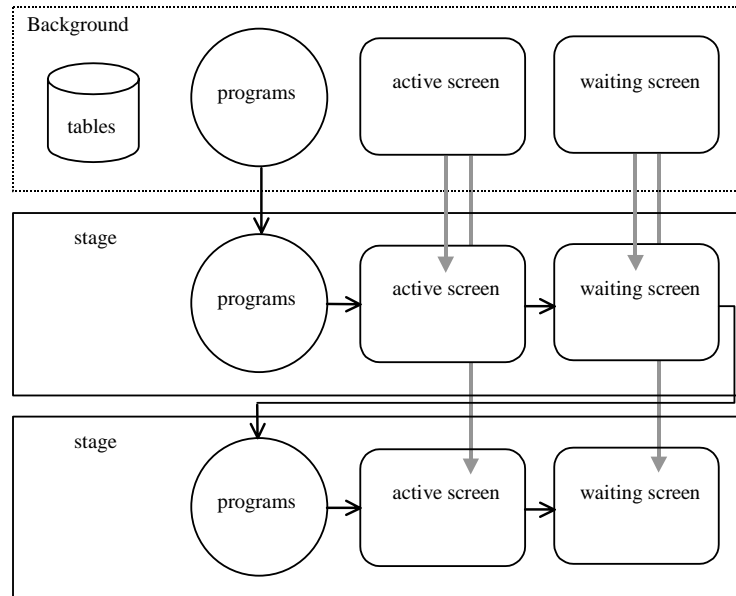 Background
tables
programs
active screen
waiting screen
stage
programs
active screen
waiting screen
stage
programs
active screen
waiting screen